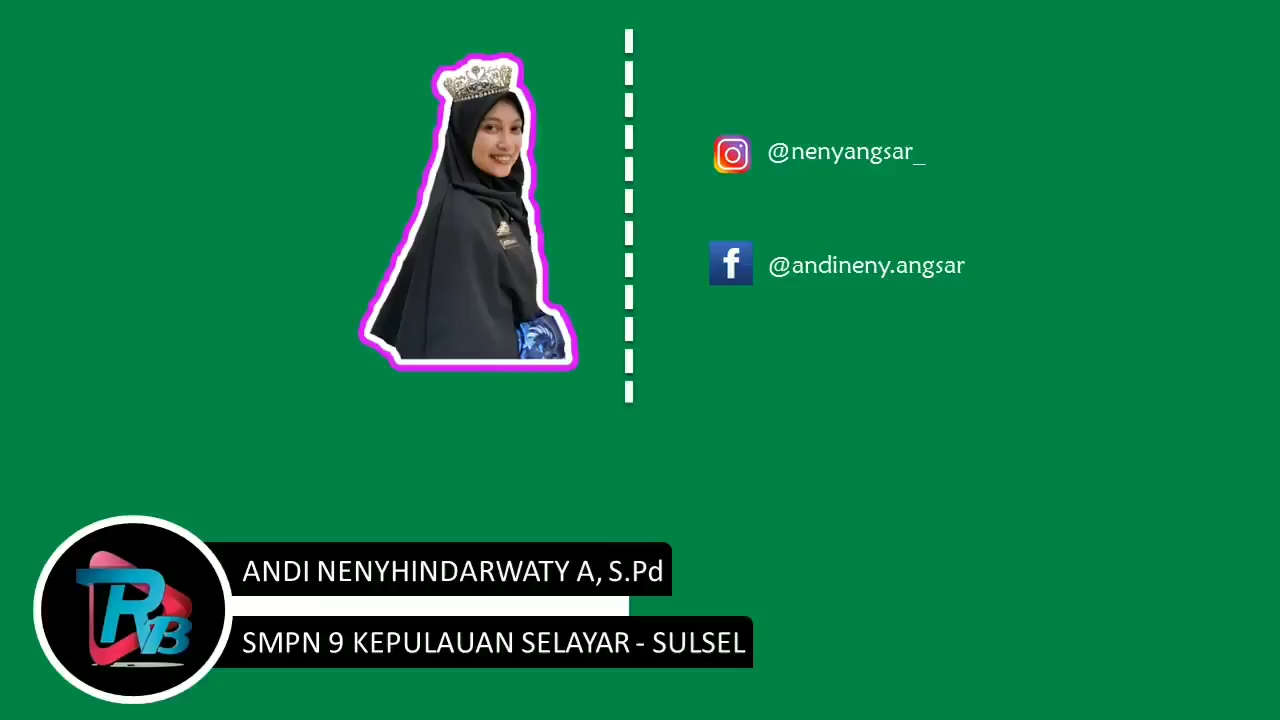 @nenyangsar_
@andineny.angsar
ANDI NENYHINDARWATY A, S.Pd
SMPN 9 KEPULAUAN SELAYAR - SULSEL